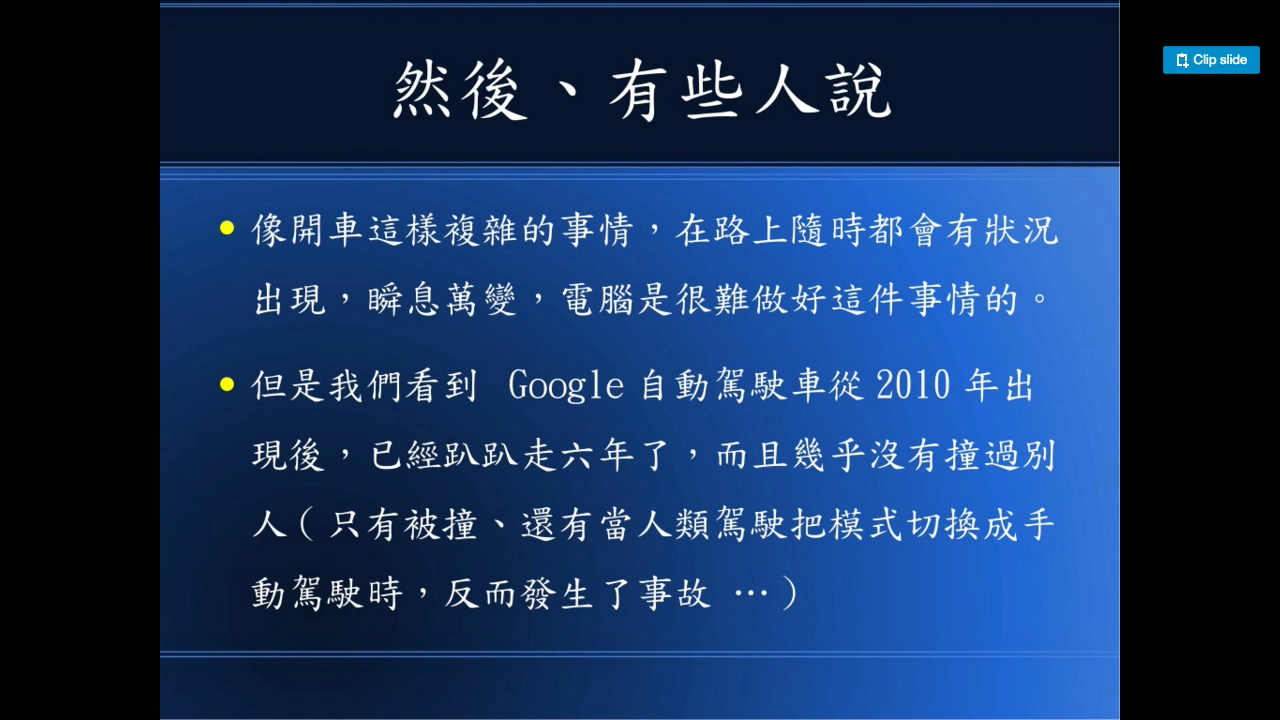 Clip slide
然後、有些人說
像開車這樣複雜的事情，在路上隨時都會有狀況
出現，瞬息萬變，電腦是很難做好這件事情的。
但是我們看到 Google 自動駕駛車從 2010 年出
現後，已經趴趴走六年了，而且幾乎沒有撞過別
人（只有被撞、還有當人類駕駛把模式切換成手
動駕駛時，反而發生了事故 …）